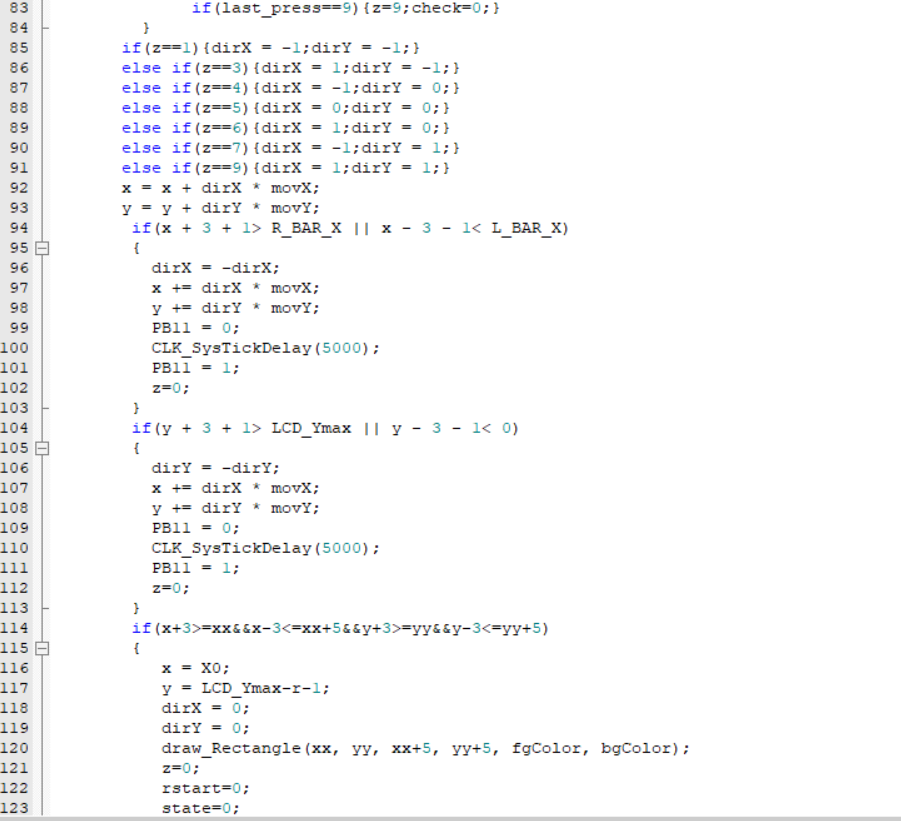 83 if(last_press==9){z=9;check=0;}
84 }
85 if(z==1){dirX = -1;dirY = -1;}
86 else if(z==3){dirX = 1;dirY = -1;}
87 else if(z==4){dirX = -1;dirY = 0;}
88 else if(z==5){dirX = 0;dirY = 0;}
89 else if(z==6){dirX = 1;dirY = 0;}
90 else if(z==7){dirX = -1;dirY = 1;}
91 else if(z==9){dirX = 1;dirY = 1;}
92 x = x + dirX * movX;
93 y = y + dirY * movY;
94 if(x + 3 + 1> R_BAR_X || x - 3 - 1< L_BAR_X)
95 {
96 dirX = -dirX;
97 x += dirX * movX;
98 y += dirY * movY;
99 PB11 = 0;
100 CLK_SysTickDelay(5000);
101 PB11 = 1;
102 z=0;
103 }
104 if(y + 3 + 1> LCD_Ymax || y - 3 - 1< 0)
105 {
106 dirY = -dirY;
107 x += dirX * movX;
108 y += dirY * movY;
109 PB11 = 0;
110 CLK_SysTickDelay(5000);
111 PB11 = 1;
112 z=0;
113 }
114 if(x+3>=xx&&x-3<=xx+5&&y+3>=yy&&y-3<=yy+5)
115 {
116 x = X0;
117 y = LCD_Ymax-r-1;
118 dirX = 0;
119 dirY = 0;
120 draw_Rectangle(xx, yy, xx+5, yy+5, fgColor, bgColor);
121 z=0;
122 rstart=0;
123 state=0;